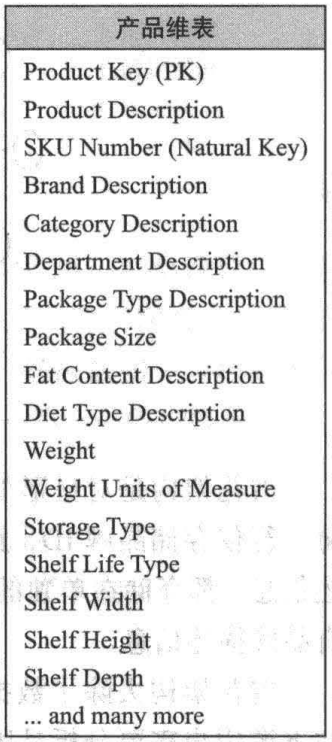 产品维表
Product Key (PK)
Product Description
SKU Number (Natural Key)
Brand Description
Category Description
Department Description
Package Type Description
Package Size
Fat Content Description
Diet Type Description
Weight
Weight Units of Measure
Storage Type
Shelf Life Type
Shelf Width
Shelf Height
Shelf Depth
... and many more